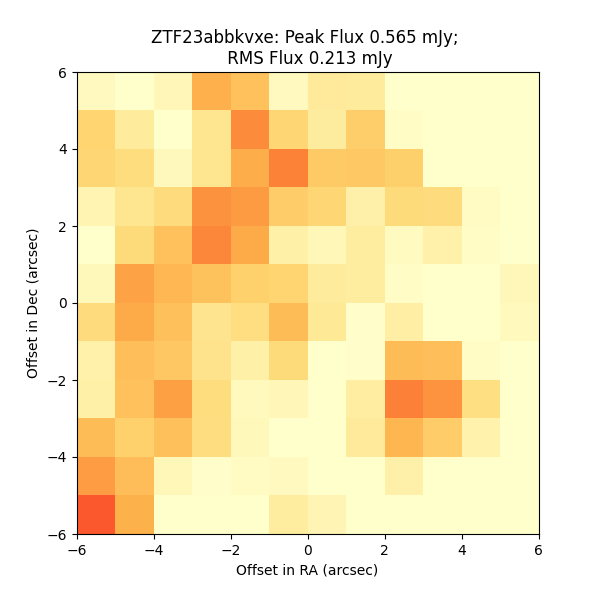 ZTF23abbkvxe: Peak Flux 0.565 mJy;
RMS Flux 0.213 mJy
6
4
2
0
−2
−4
−6
Offset in Dec (arcsec)
−6 −4 −2 0 2 4 6
Offset in RA (arcsec)